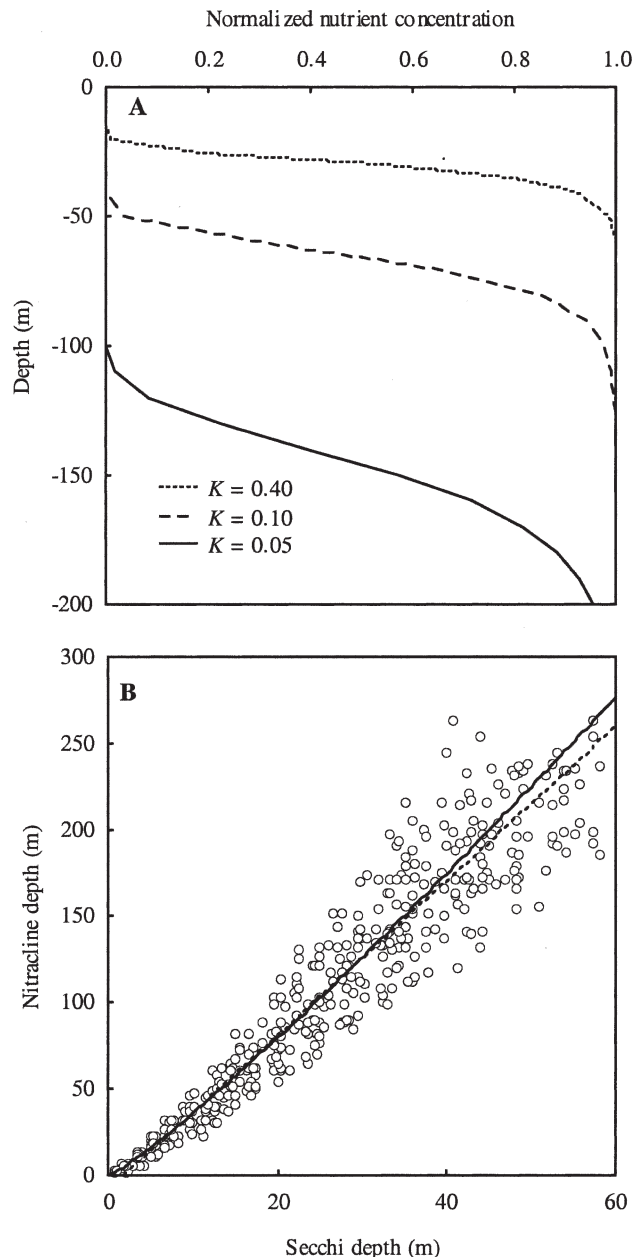 Normalized nutrient concentration
0.0 0.2 0.4 0.6 0.8 1.0
A
0
-50
-100
-150
-200
Depth (m)
K = 0.40
K = 0.10
K = 0.05
B
300
250
200
150
100
50
0
Nitracline depth (m)
0 20 40 60
Secchi depth (m)